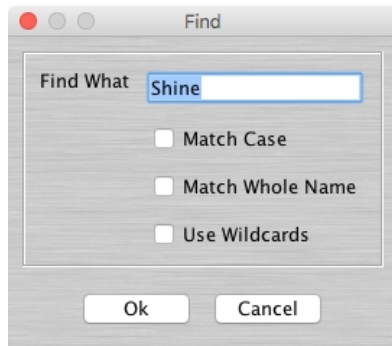 Find
Find What Shine
Match Case
Match Whole Name
Use Wildcards
Ok Cancel